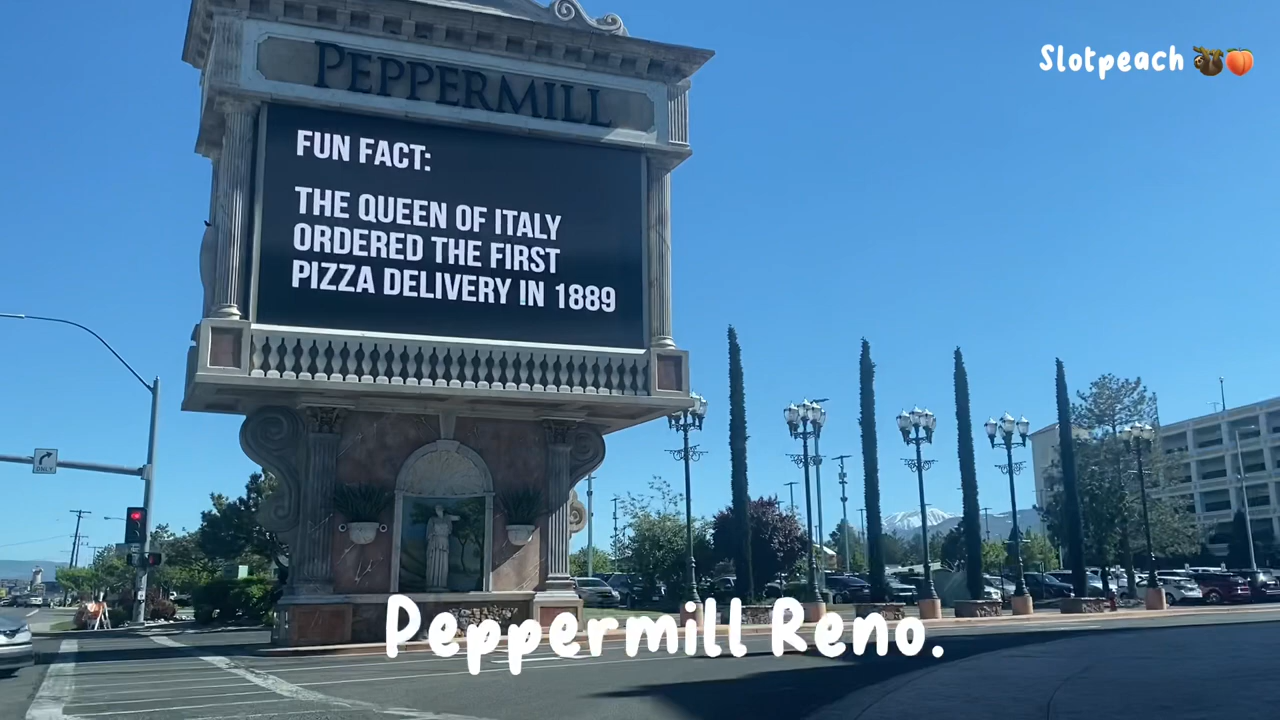 Slotpeach
PEPPERMILL
FUN FACT:
THE QUEEN OF ITALY
ORDERED THE FIRST
PIZZA DELIVERY IN 1889
ONLY
Peppermill Reno.